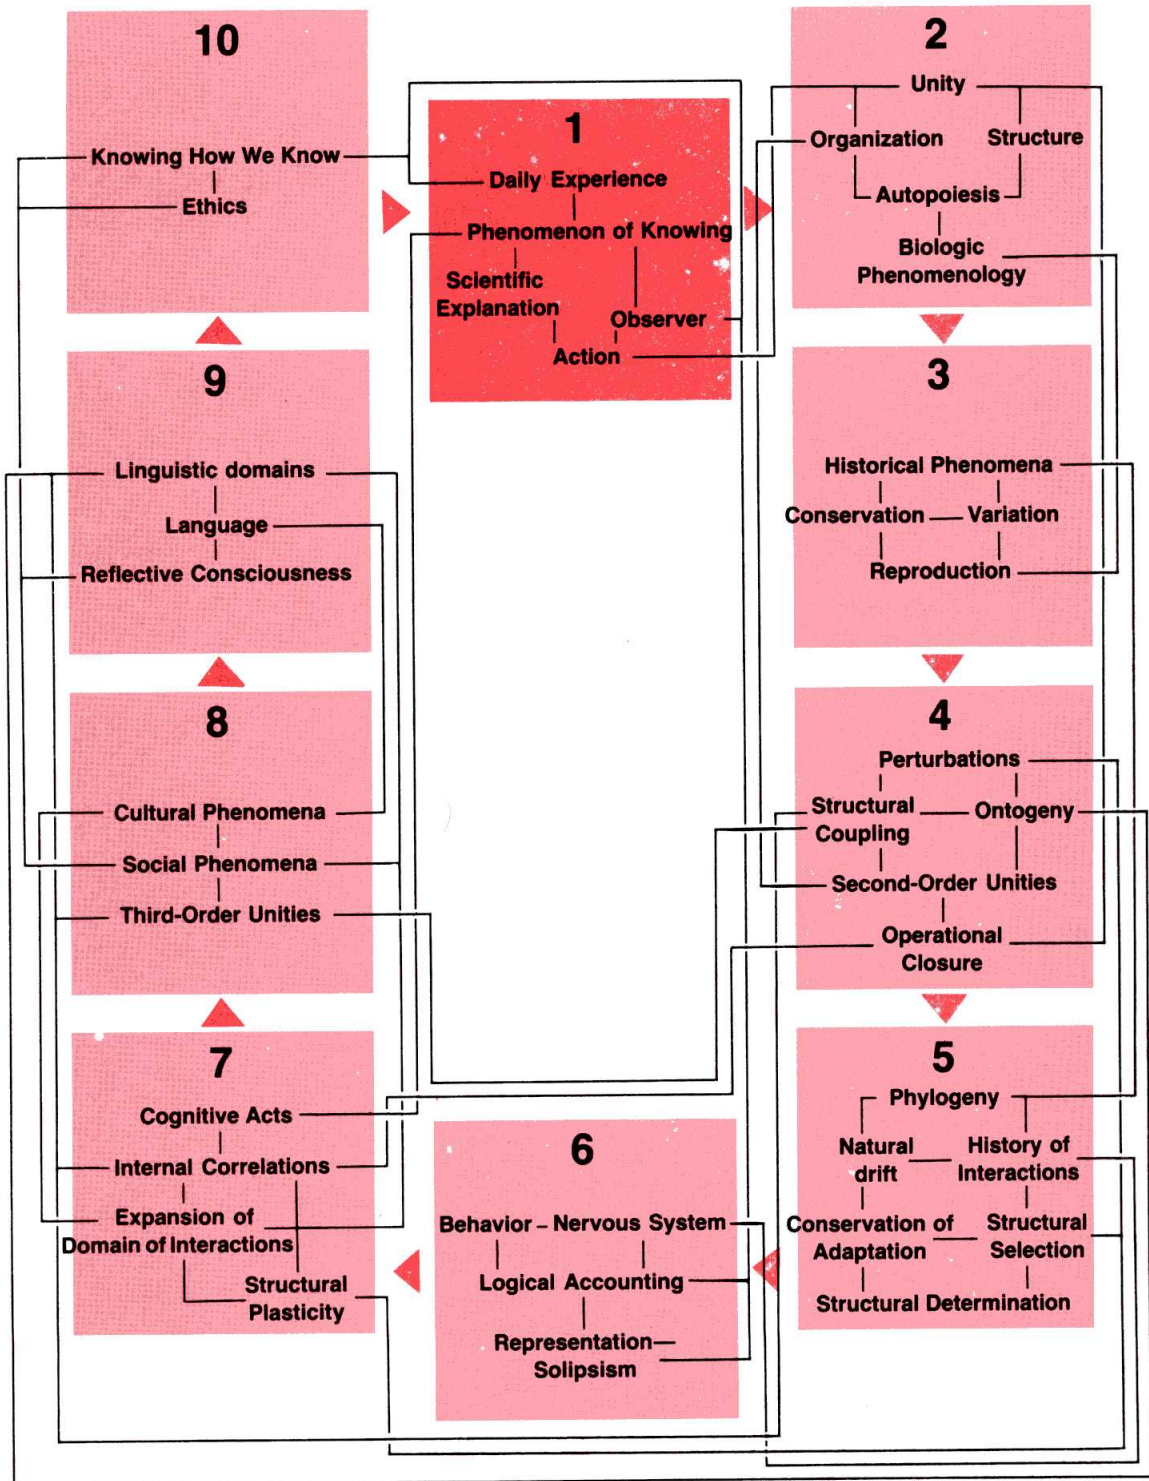 10
Knowing How We Know
Ethics
1
Daily Experience
Phenomenon of Knowing
Scientific
Explanation
Observer
Action
2
Unity
Organization
Structure
Autopoiesis
Biologic
Phenomenology
3
Historical Phenomena
Conservation
Variation
Reproduction
4
Perturbations
Structural
Coupling
Ontogeny
Second-Order Unities
Operational
Closure
5
Phylogeny
Natural
drift
History of
Interactions
Conservation of
Adaptation
Structural
Selection
Structural Determination
6
Behavior – Nervous System
Logical Accounting
Representation—
Solipsism
7
Cognitive Acts
Internal Correlations
Expansion of
Domain of Interactions
Structural
Plasticity
8
Cultural Phenomena
Social Phenomena
Third-Order Unities
9
Linguistic domains
Language
Reflective Consciousness